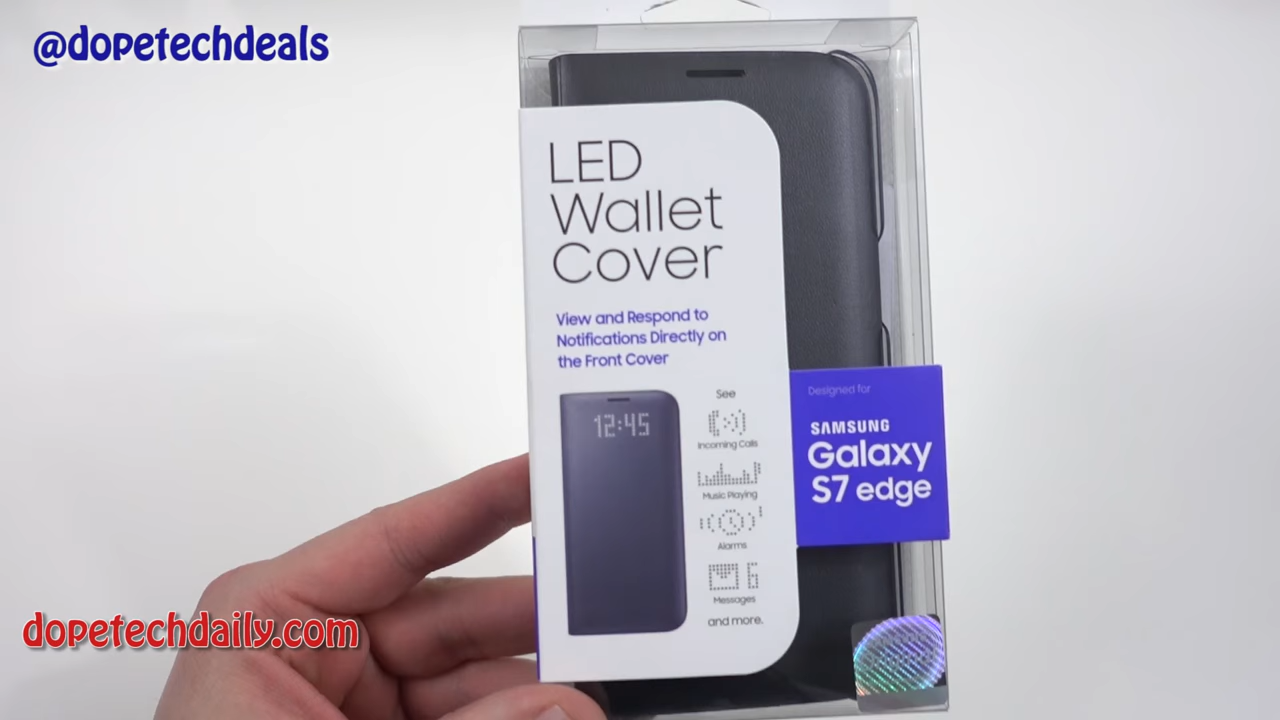 @dopetechdeals
LED
Wallet
Cover
View and Respond to
Notifications Directly on
the Front Cover
12:45
See
Incoming Calls
Music Playing
Alarms
6
Messages
and more.
Designed for
SAMSUNG
Galaxy
S7 edge
dopetechdaily.com